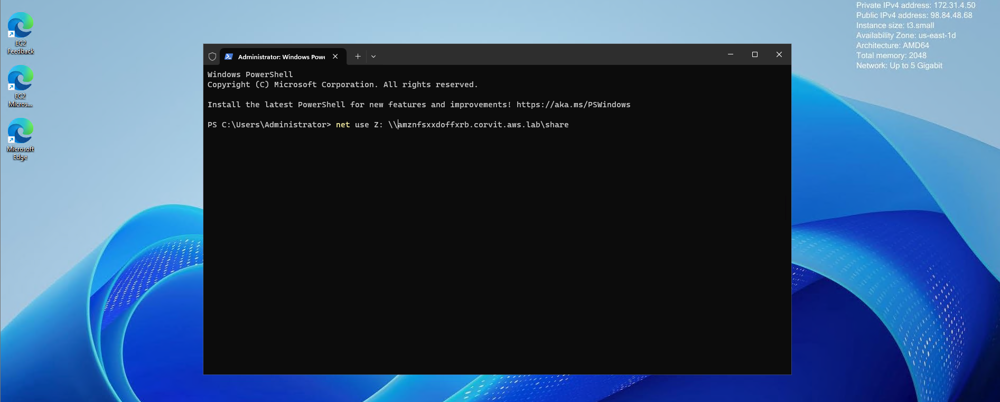 EC2
Feedback
EC2
Micros...
Microsoft
Edge
Private IPv4 address: 172.31.4.50
Public IPv4 address: 98.84.48.68
Instance size: t3.small
Availability Zone: us-east-1d
Architecture: AMD64
Total memory: 2048
Network: Up to 5 Gigabit
Administrator: Windows Powe
Windows PowerShell
Copyright (C) Microsoft Corporation. All rights reserved.
Install the latest PowerShell for new features and improvements! https://aka.ms/PSWindows
PS C:\Users\Administrator> net use Z: \\amznfsxxdoffxrb.corvit.aws.lab\share